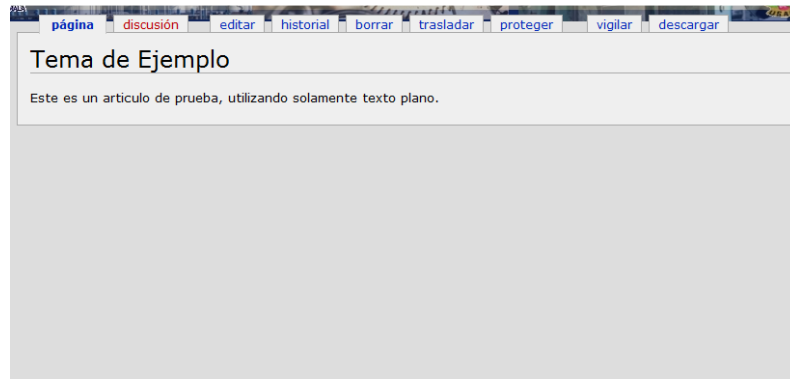 página discusión editar historial borrar trasladar proteger vigilar descargar
Tema de Ejemplo
Este es un articulo de prueba, utilizando solamente texto plano.